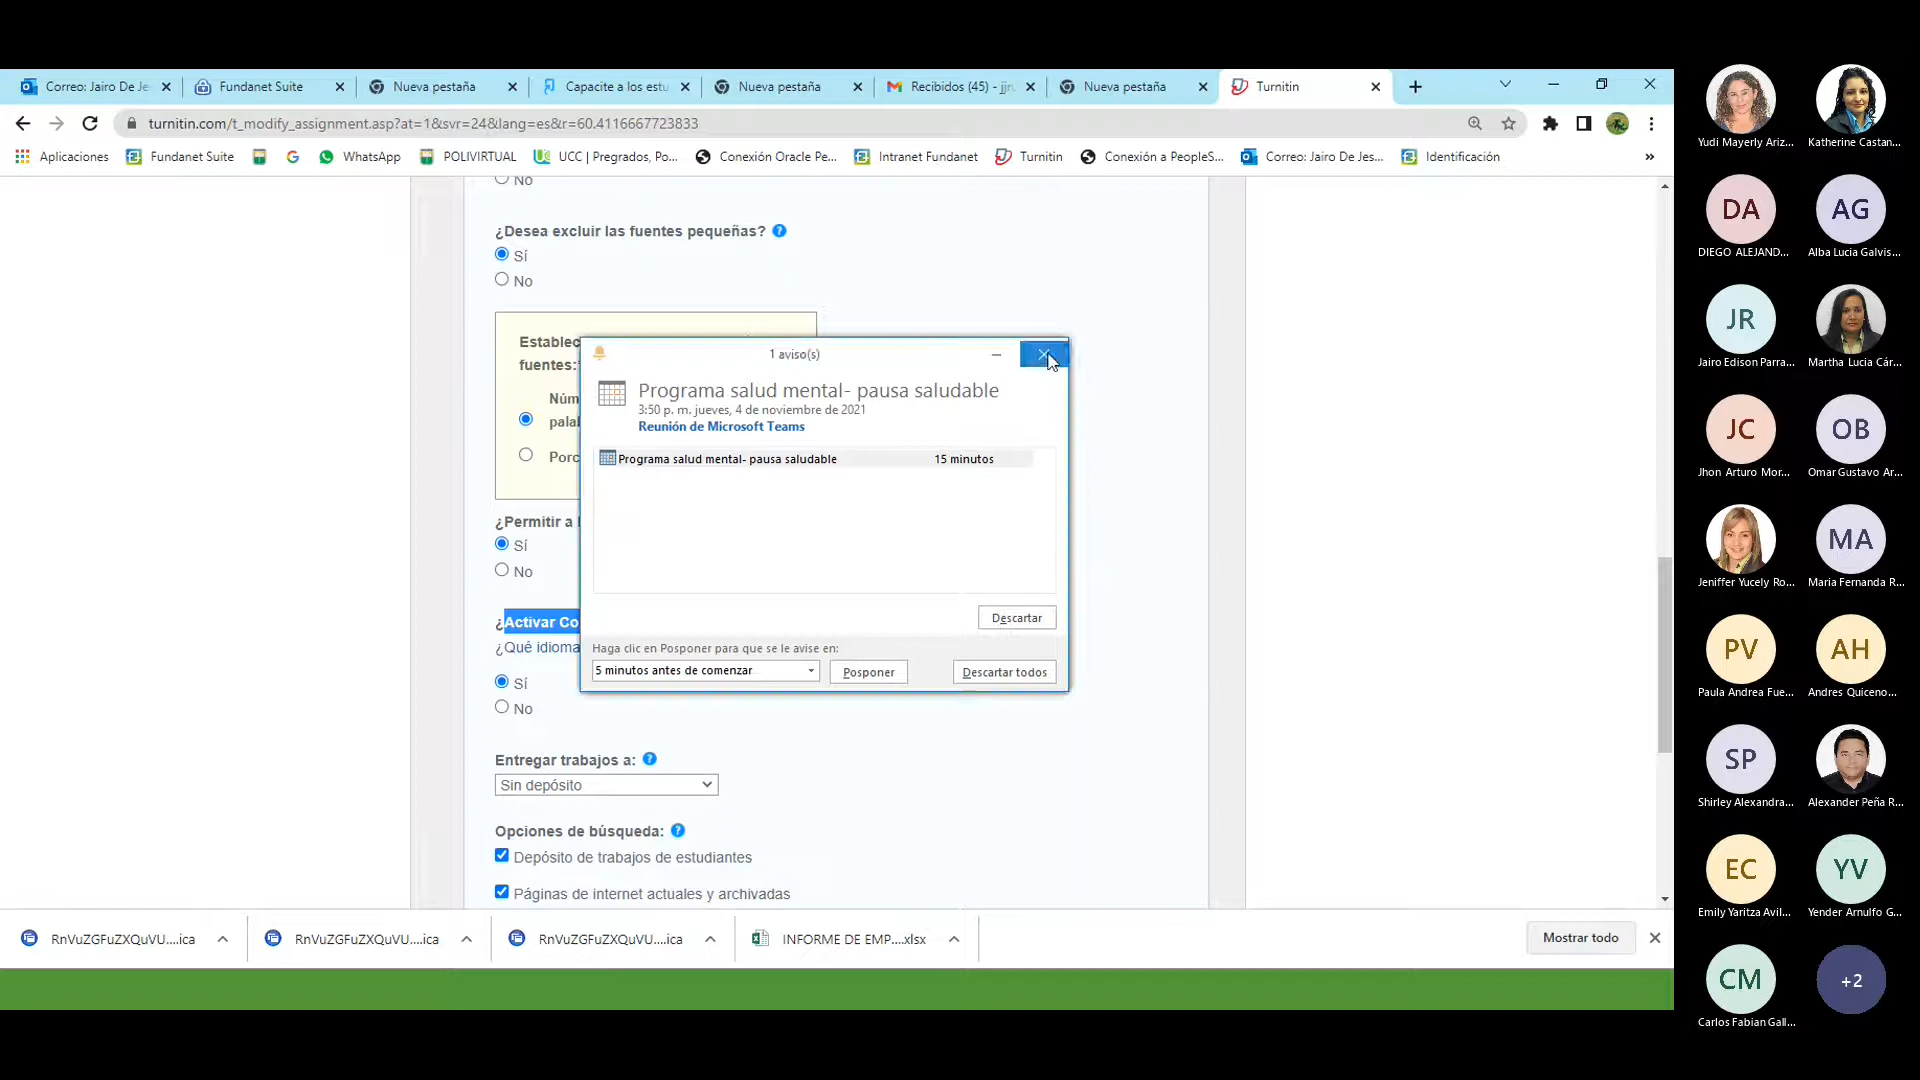 Correo: Jairo De Je
Fundanet Suite
Nueva pestaña
Capacite a los estu
Nueva pestaña
Recibidos (45) - jjr
Nueva pestaña
Turnitin
turnitin.com/t_modify_assignment.asp?at=1&svr=24&lang=es&r=60.4116667723833
Aplicaciones
Fundanet Suite
WhatsApp
POLIVIRTUAL
UCC | Pregrados, Po...
Conexión Oracle Pe...
Intranet Fundanet
Turnitin
Conexión a PeopleS...
Correo: Jairo De Jes...
Identificación
No
¿Desea excluir las fuentes pequeñas?
Sí
No
Establec
fuentes:
Núm
palal
Porc
¿Permitir a
Sí
No
¿Activar Co
¿Qué idioma
Sí
No
Entregar trabajos a:
Sin depósito
Opciones de búsqueda:
Depósito de trabajos de estudiantes
Páginas de internet actuales y archivadas
1 aviso(s)
Programa salud mental- pausa saludable
3:50 p. m. jueves, 4 de noviembre de 2021
Reunión de Microsoft Teams
Programa salud mental- pausa saludable 15 minutos
Descartar
Haga clic en Posponer para que se le avise en:
5 minutos antes de comenzar
Posponer
Descartar todos
RnVuZGFuZXQuVU....ica
RnVuZGFuZXQuVU....ica
RnVuZGFuZXQuVU....ica
INFORME DE EMP....xlsx
Mostrar todo
Yudi Mayerly Ariz...
Katherine Castan...
DA
DIEGO ALEJAND...
AG
Alba Lucia Galvis...
JR
Jairo Edison Parra...
Martha Lucia Cár...
JC
Jhon Arturo Mor...
OB
Omar Gustavo Ar...
Jeniffer Yucely Ro...
MA
Maria Fernanda R...
PV
Paula Andrea Fue...
AH
Andres Quiceno...
SP
Shirley Alexandra...
Alexander Peña R...
EC
Emily Yaritza Avil...
YV
Yender Arnulfo G...
CM
Carlos Fabian Gall...
+2